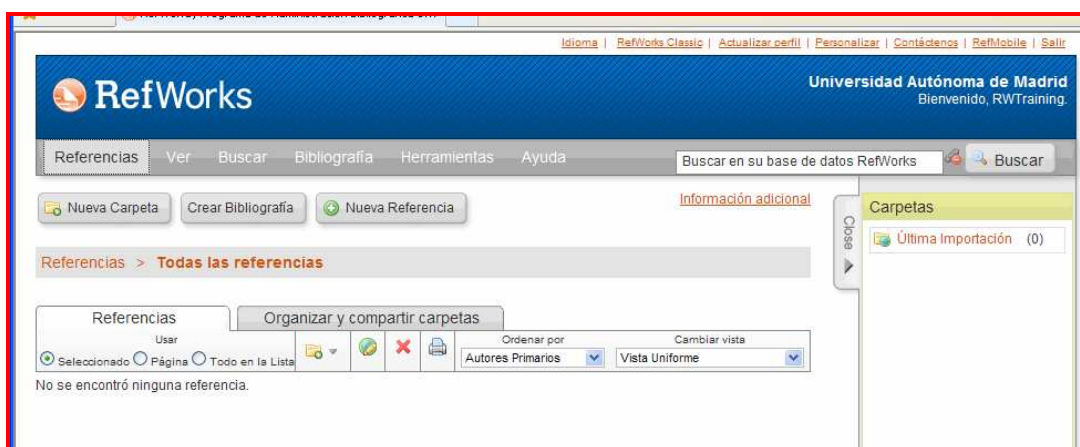 Idioma | RefWorks Classic | Actualizar perfil | Personalizar | Contáctenos | RefMobile | Salir
RefWorks
Universidad Autónoma de Madrid
Bienvenido, RWTraining.
Referencias Ver Buscar Bibliografía Herramientas Ayuda
Buscar en su base de datos RefWorks Buscar
Nueva Carpeta Crear Bibliografía Nueva Referencia
Información adicional
Close
Carpetas
Última Importación (0)
Referencias > Todas las referencias
Referencias Organizar y compartir carpetas
Usar Ordenar por Cambiar vista
Seleccionado Página Todo en la Lista Autores Primarios Vista Uniforme
No se encontró ninguna referencia.